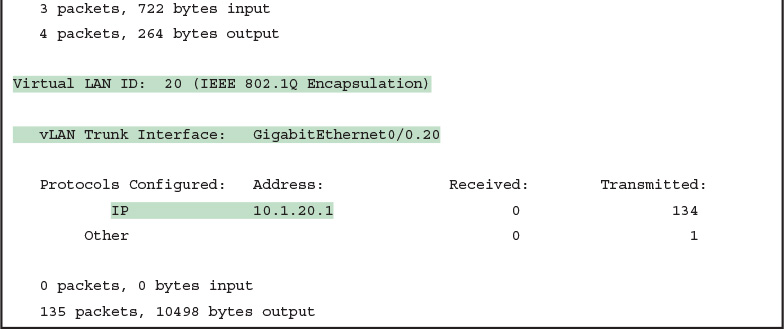 3 packets, 722 bytes input
4 packets, 264 bytes output
Virtual LAN ID:  20 (IEEE 802.1Q Encapsulation)
vLAN Trunk Interface:   GigabitEthernet0/0.20
Protocols Configured:   Address:              Received:        Transmitted:
IP              10.1.20.1                    0                 134
Other                                        0                   1
0 packets, 0 bytes input
135 packets, 10498 bytes output